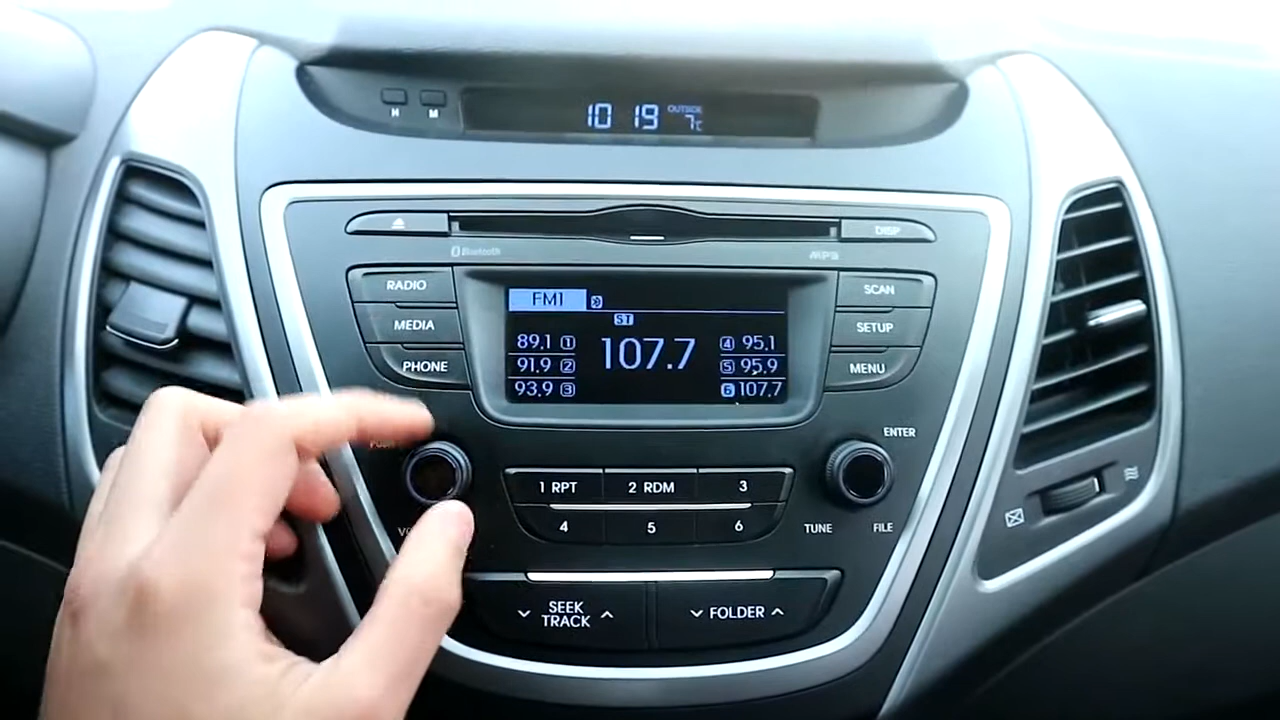 H M 10 19 OUTSIDE 7°C
DISP
Bluetooth MP3
RADIO SCAN
MEDIA SETUP
PHONE MENU
FM1
ST
89.1 1 107.7 4 95.1
91.9 2 5 95.9
93.9 3 6 107.7
ENTER
1 RPT 2 RDM 3
4 5 6
TUNE FILE
SEEK
TRACK
FOLDER